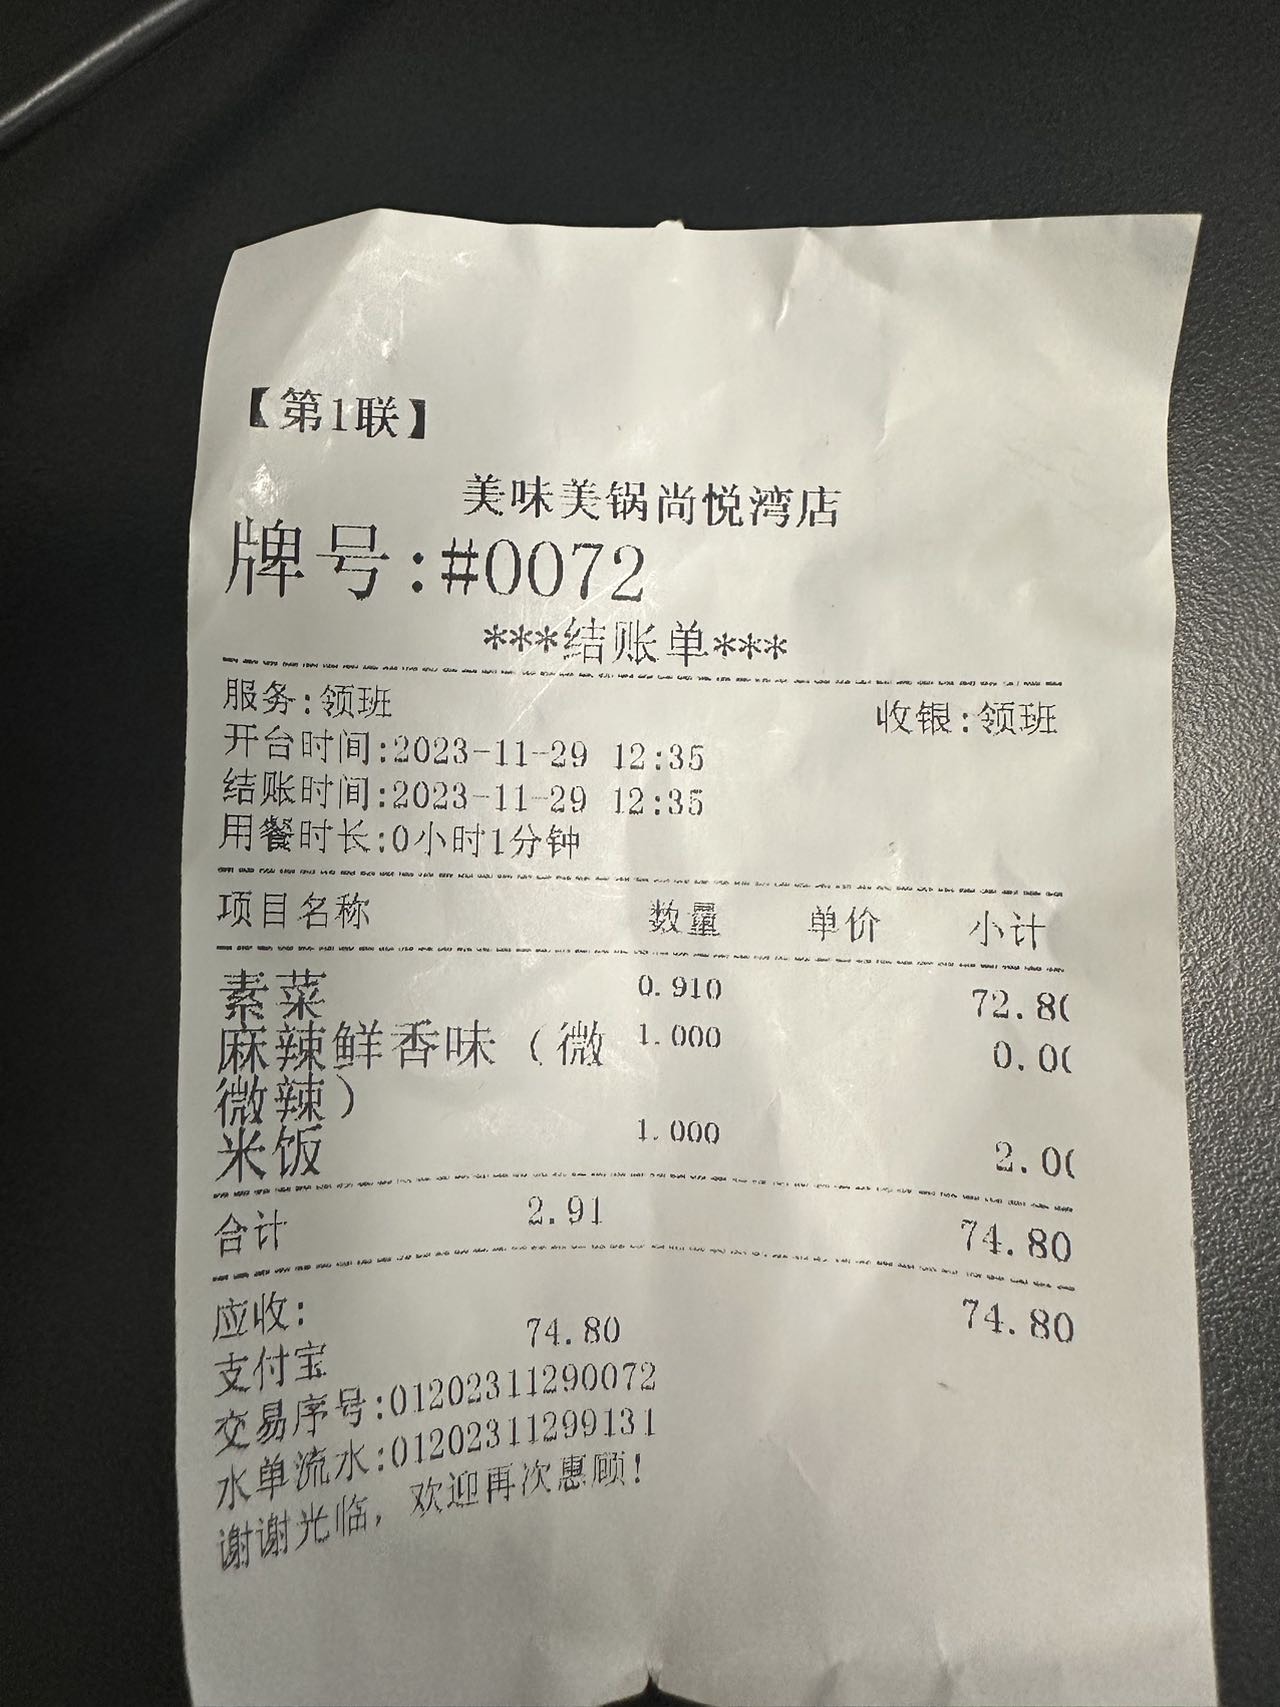 【第1联】
美味美锅尚悦湾店
牌号:#0072
***结账单***
服务:领班 收银:领班
开台时间:2023-11-29 12:35
结账时间:2023-11-29 12:35
用餐时长:0小时1分钟
项目名称 数量 单价 小计
素菜 0.910 72.80
麻辣鲜香味（微 1.000 0.00
微辣）
米饭 1.000 2.00
合计 2.91 74.80
应收: 74.80
支付宝 74.80
交易序号:01202311290072
水单流水:01202311299131
谢谢光临，欢迎再次惠顾!